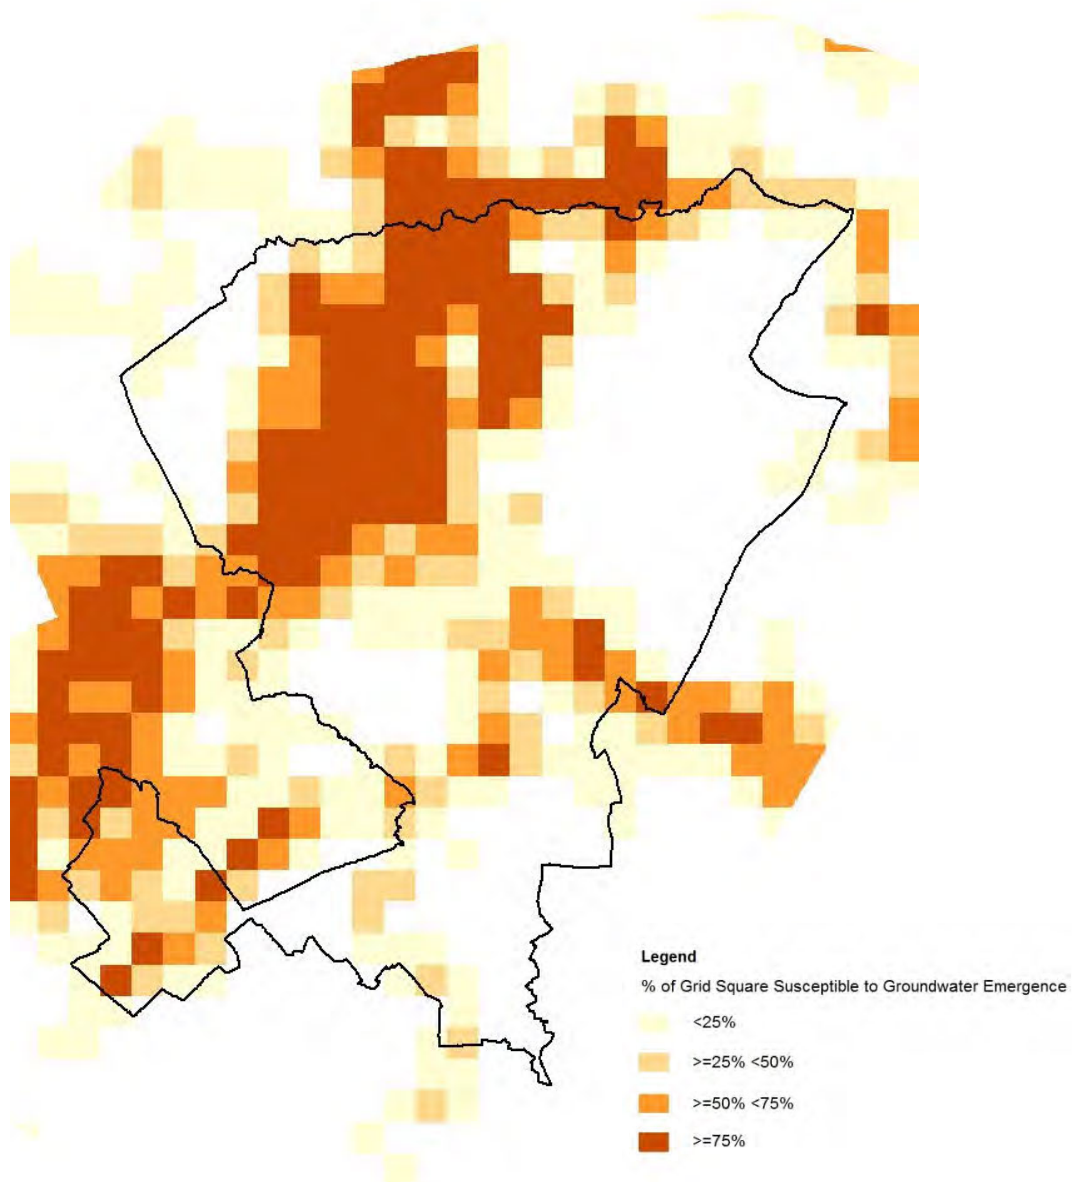 Legend
% of Grid Square Susceptible to Groundwater Emergence
<25%
>=25% <50%
>=50% <75%
>=75%